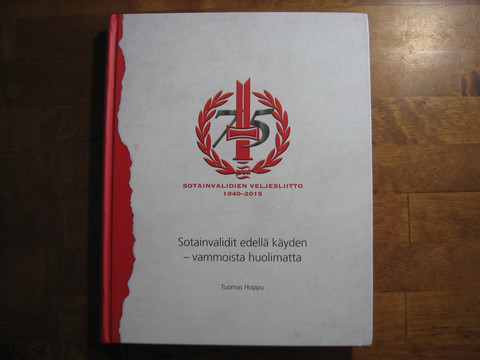 75
SOTAINVALIDIEN VELJESLIITTO
1940–2015
Sotainvalidit edellä käyden
– vammoista huolimatta
Tuomas Hoppu